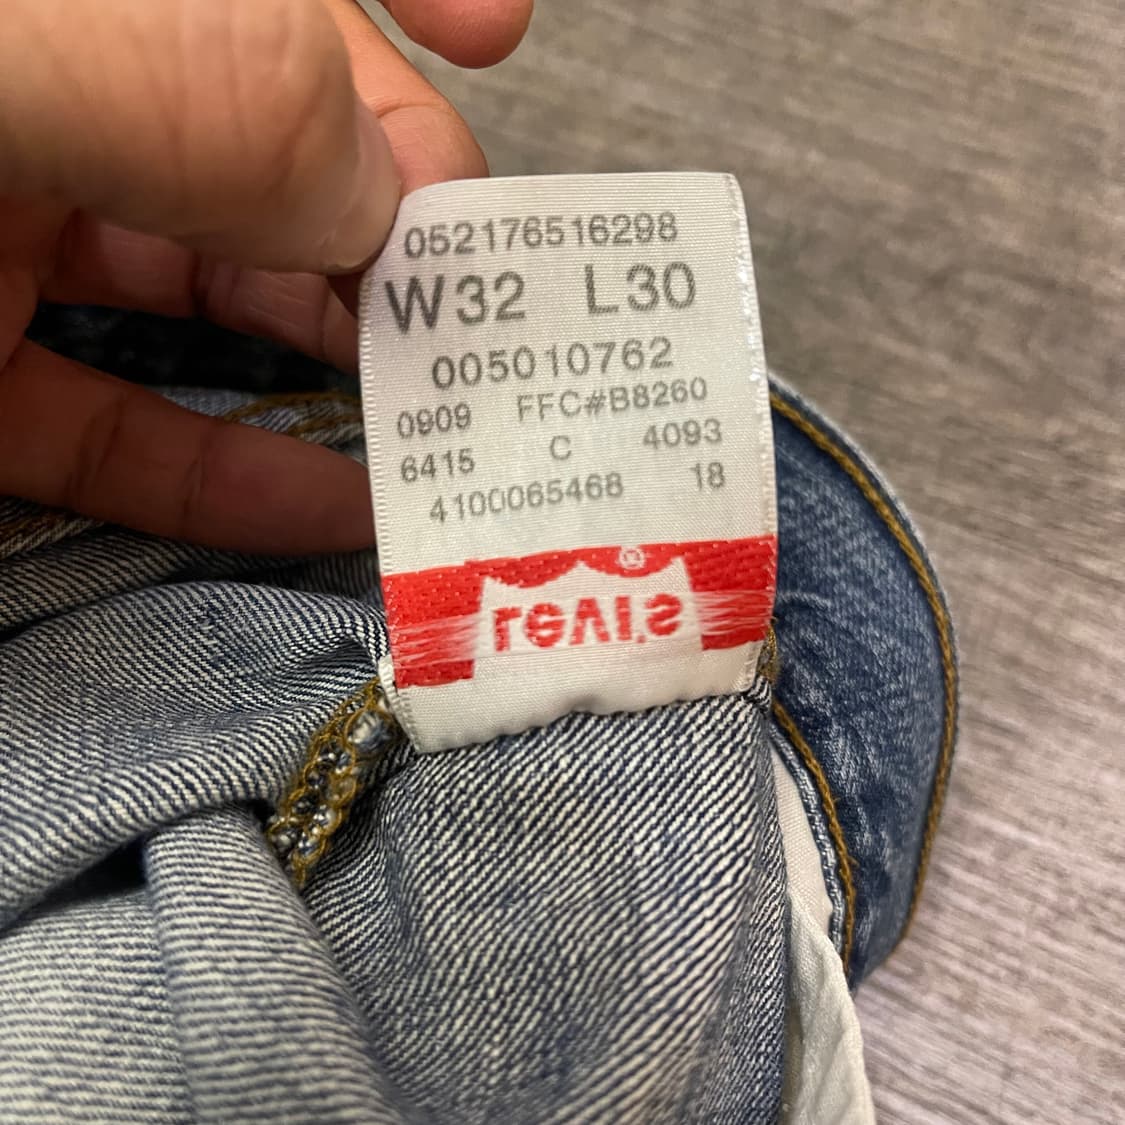 052176516298
W32 L30
005010762
0909 FFC#B8260
6415 C 4093
4100065468 18
Levi's ®